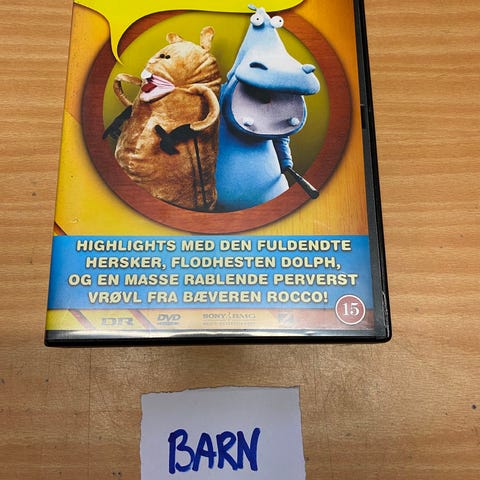 HIGHLIGHTS MED DEN FULDENDTE
HERSKER, FLODHESTEN DOLPH,
OG EN MASSE RABLENDE PERVERST
VRØVL FRA BÆVEREN ROCCO!
15
DR DVD SONY BMG
BARN